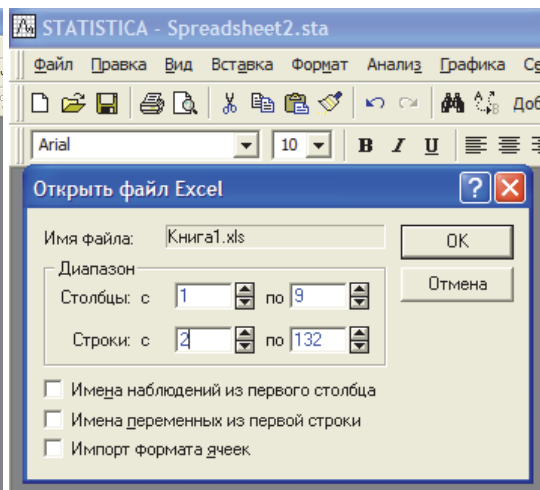 STATISTICA - Spreadsheet2.sta
Файл Правка Вид Вставка Формат Анализ Графика
Arial 10 B I U
Открыть файл Excel
Имя файла: Книга1.xls OK
Диапазон
Столбцы: с 1 по 9 Отмена
Строки: с 2 по 132
Имена наблюдений из первого столбца
Имена переменных из первой строки
Импорт формата ячеек